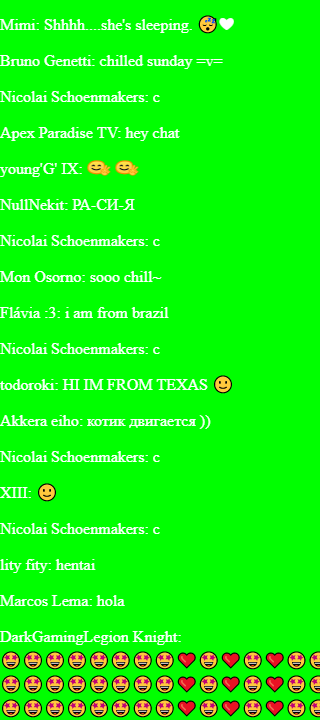 Mimi: Shhhh....she's sleeping. 😴🤍
Bruno Genetti: chilled sunday =v=
Nicolai Schoenmakers: c
Apex Paradise TV: hey chat
young'G' IX: 🤗 🤗
NullNekit: РА-СИ-Я
Nicolai Schoenmakers: c
Mon Osorno: sooo chill~
Flávia :3: i am from brazil
Nicolai Schoenmakers: c
todoroki: HI IM FROM TEXAS 🙂
Akkera eiho: котик двигается ))
Nicolai Schoenmakers: c
XIII: 🙂
Nicolai Schoenmakers: c
lity fity: hentai
Marcos Lema: hola
DarkGamingLegion Knight:
🤩🤩🤩🤩🤩🤩🤩🤩❤🤩❤🤩❤🤩🤩
🤩🤩🤩🤩🤩🤩🤩🤩❤🤩❤🤩❤🤩🤩
🤩🤩🤩🤩🤩🤩🤩🤩❤🤩❤🤩❤🤩🤩